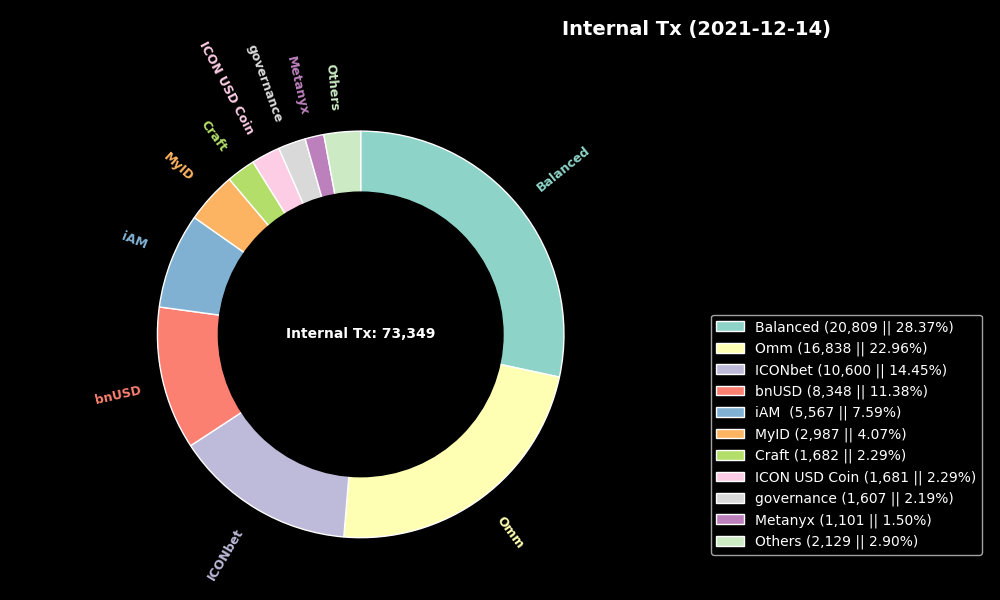 Internal Tx (2021-12-14)
Others
Metanyx
governance
ICON USD Coin
Craft
MyID
iAM
bnUSD
ICONbet
Omm
Balanced
Internal Tx: 73,349
Balanced (20,809 || 28.37%)
Omm (16,838 || 22.96%)
ICONbet (10,600 || 14.45%)
bnUSD (8,348 || 11.38%)
iAM  (5,567 || 7.59%)
MyID (2,987 || 4.07%)
Craft (1,682 || 2.29%)
ICON USD Coin (1,681 || 2.29%)
governance (1,607 || 2.19%)
Metanyx (1,101 || 1.50%)
Others (2,129 || 2.90%)